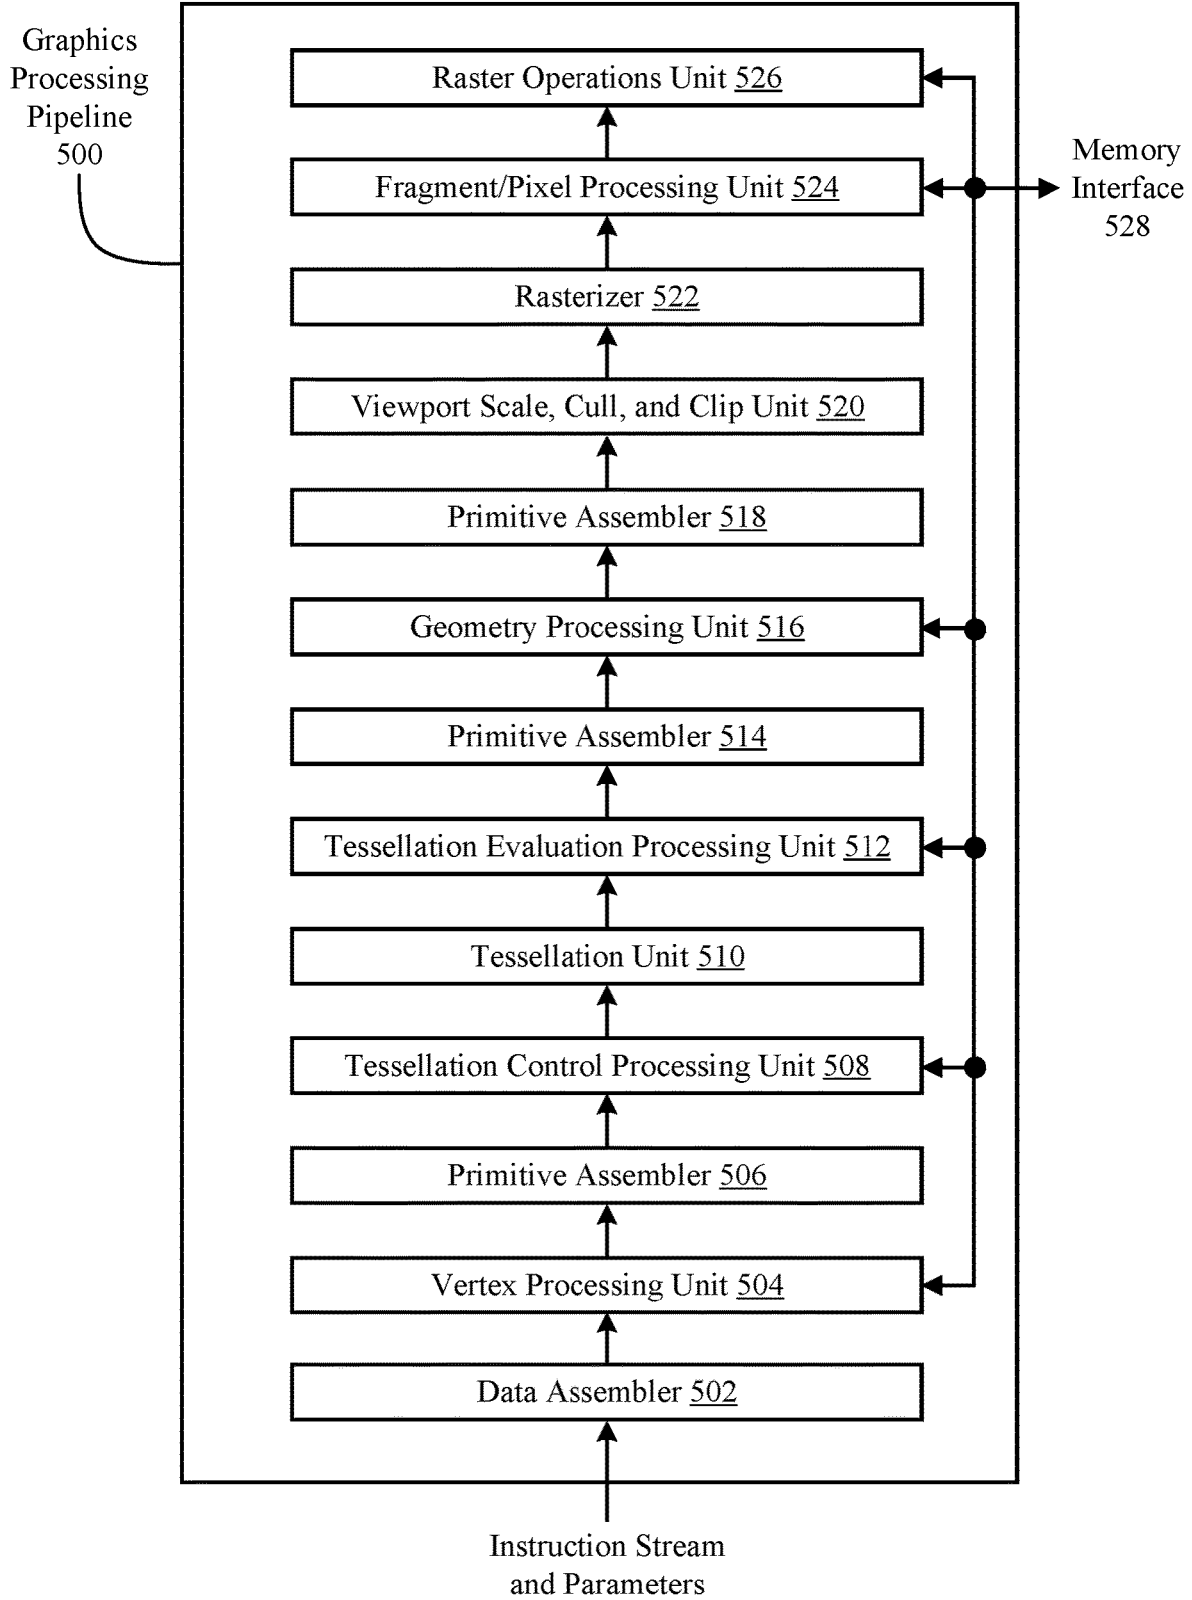 Graphics
Processing
Pipeline
500
Raster Operations Unit 526
Fragment/Pixel Processing Unit 524
Memory
Interface
528
Rasterizer 522
Viewport Scale, Cull, and Clip Unit 520
Primitive Assembler 518
Geometry Processing Unit 516
Primitive Assembler 514
Tessellation Evaluation Processing Unit 512
Tessellation Unit 510
Tessellation Control Processing Unit 508
Primitive Assembler 506
Vertex Processing Unit 504
Data Assembler 502
Instruction Stream
and Parameters